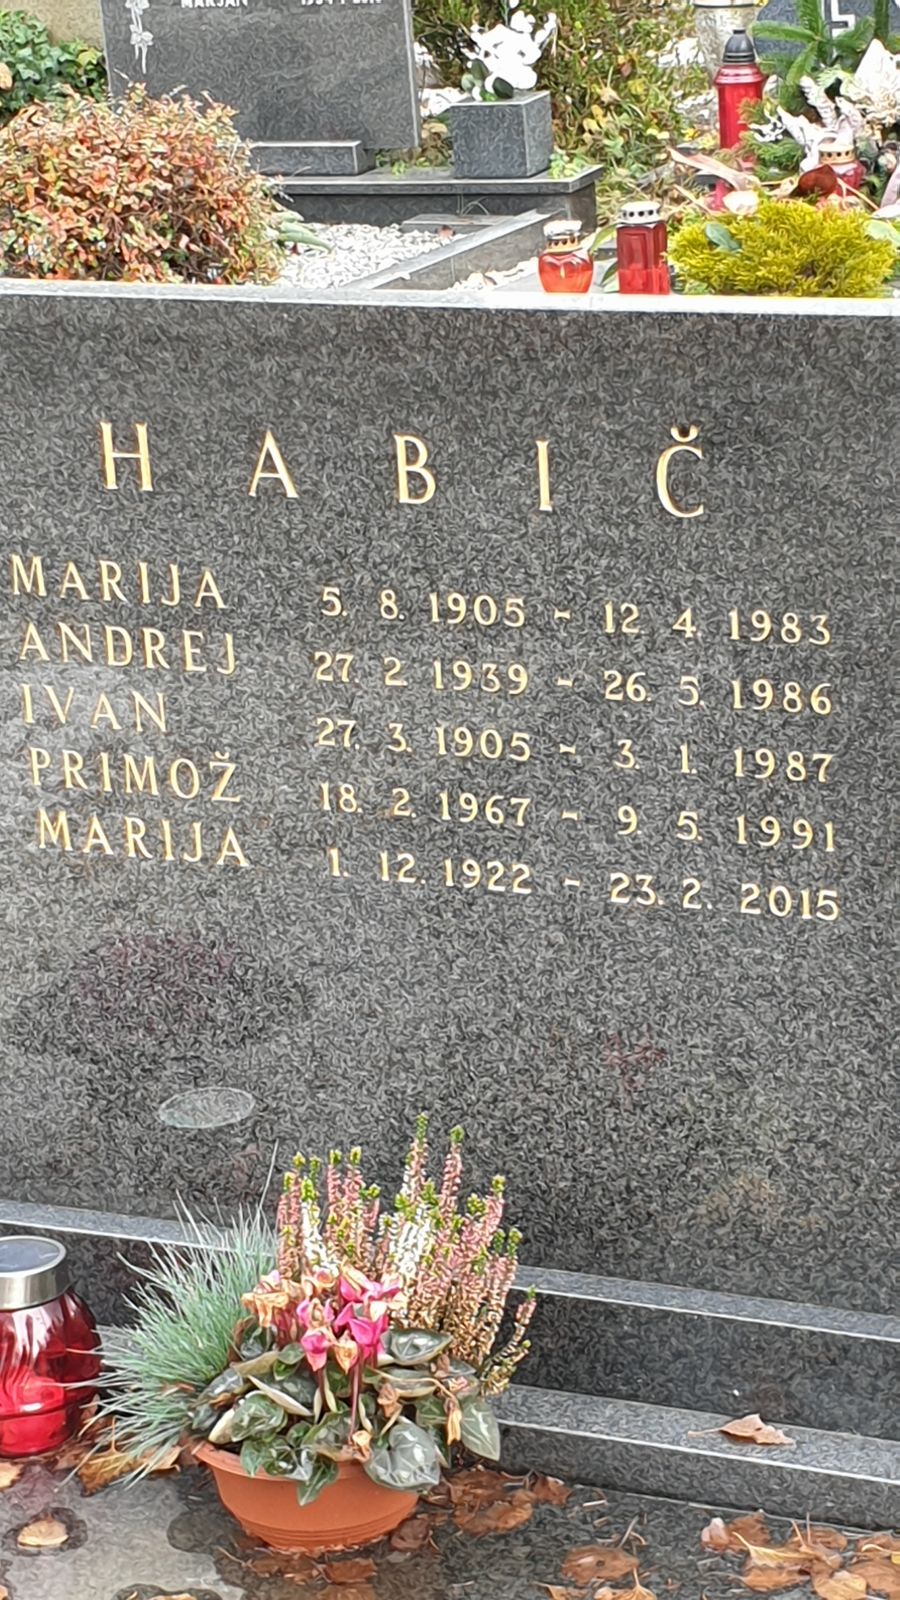 MARJAN
HABIČ
MARIJA 5. 8. 1905 - 12. 4. 1983
ANDREJ 27. 2. 1939 - 26. 5. 1986
IVAN 27. 3. 1905 - 3. 1. 1987
PRIMOŽ 18. 2. 1967 - 9. 5. 1991
MARIJA 1. 12. 1922 - 23. 2. 2015